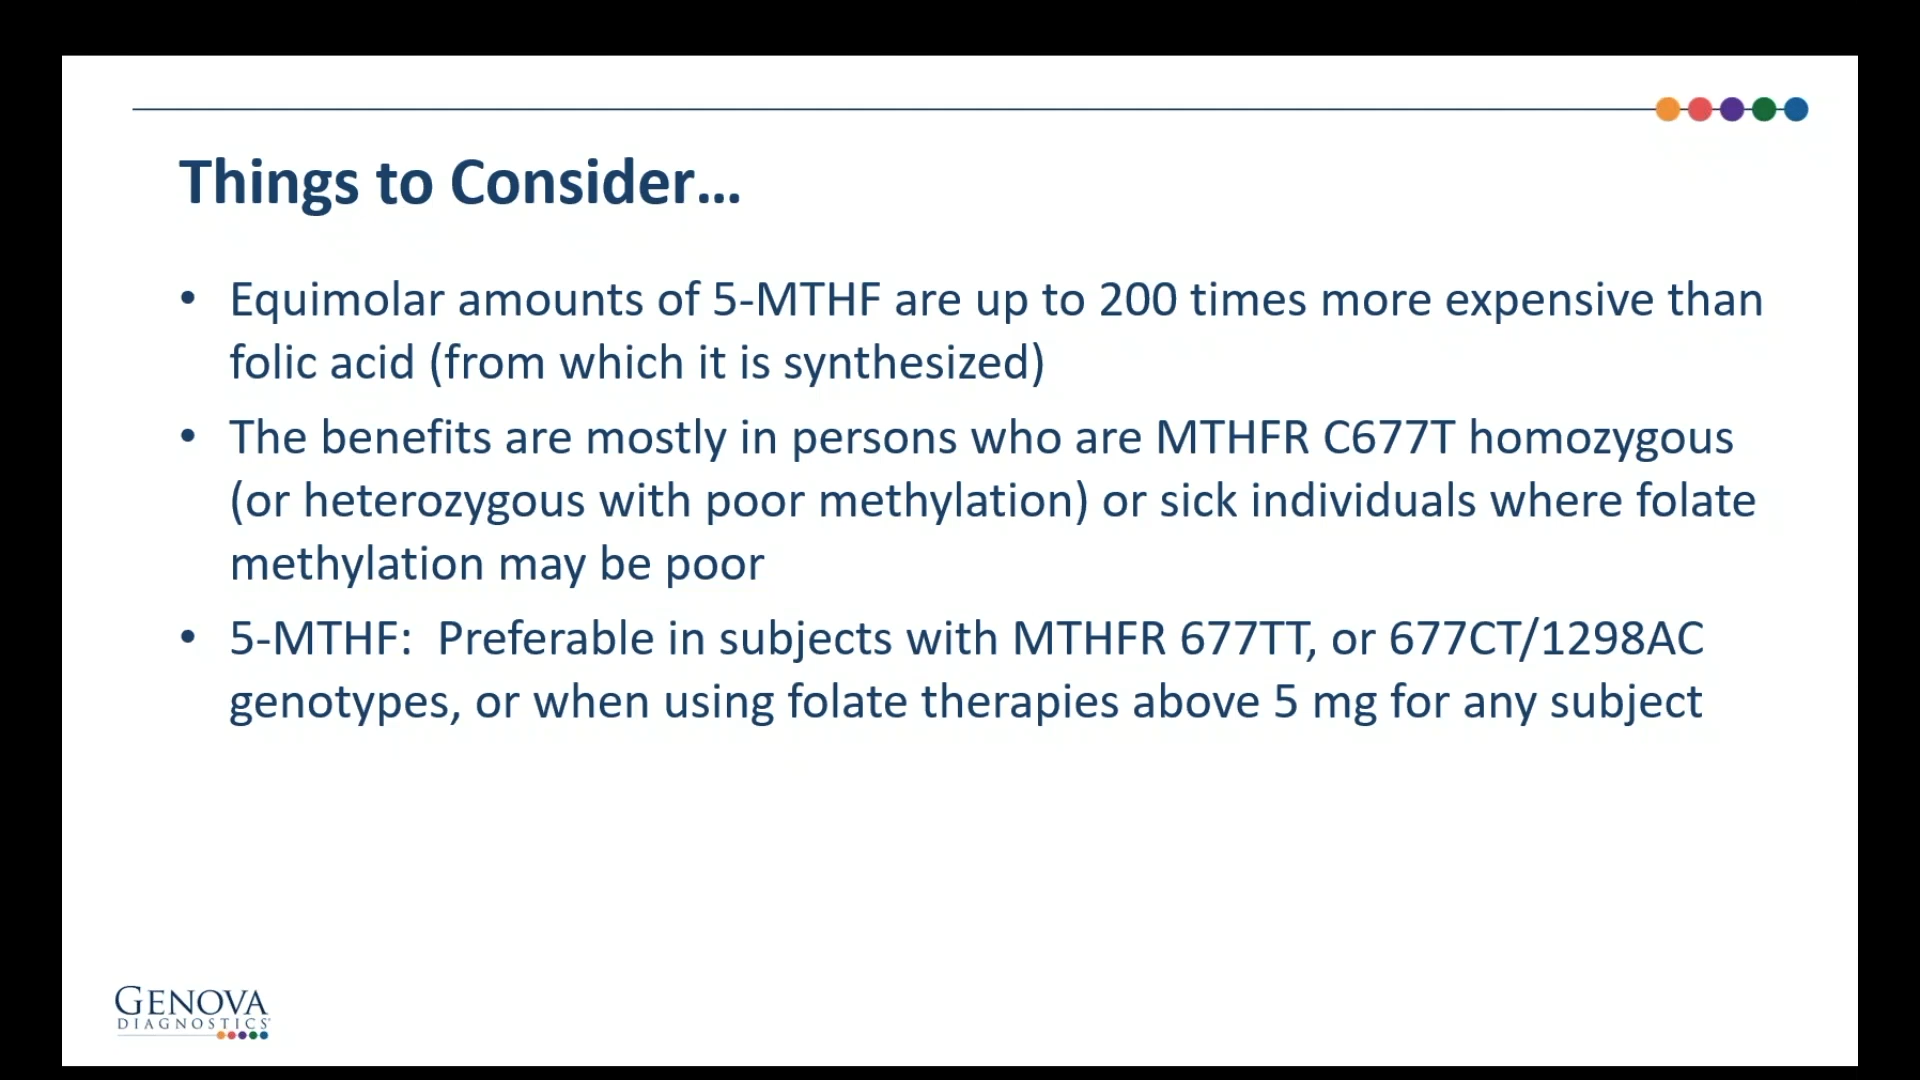 Things to Consider...
• Equimolar amounts of 5-MTHF are up to 200 times more expensive than
folic acid (from which it is synthesized)
• The benefits are mostly in persons who are MTHFR C677T homozygous
(or heterozygous with poor methylation) or sick individuals where folate
methylation may be poor
• 5-MTHF:  Preferable in subjects with MTHFR 677TT, or 677CT/1298AC
genotypes, or when using folate therapies above 5 mg for any subject
GENOVA
DIAGNOSTICS